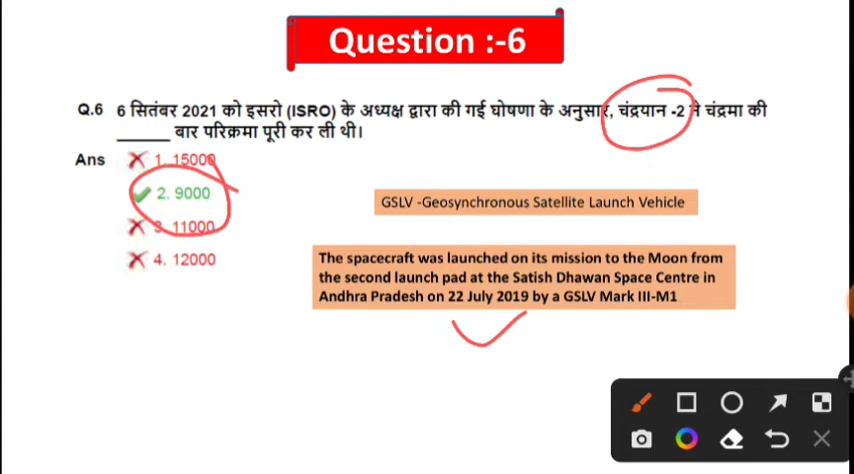 Question :-6
Q.6 6 सितंबर 2021 को इसरो (ISRO) के अध्यक्ष द्वारा की गई घोषणा के अनुसार, चंद्रयान -2 ने चंद्रमा की
______ बार परिक्रमा पूरी कर ली थी।
Ans 1. 15000
2. 9000
3. 11000
4. 12000
GSLV -Geosynchronous Satellite Launch Vehicle
The spacecraft was launched on its mission to the Moon from
the second launch pad at the Satish Dhawan Space Centre in
Andhra Pradesh on 22 July 2019 by a GSLV Mark III-M1